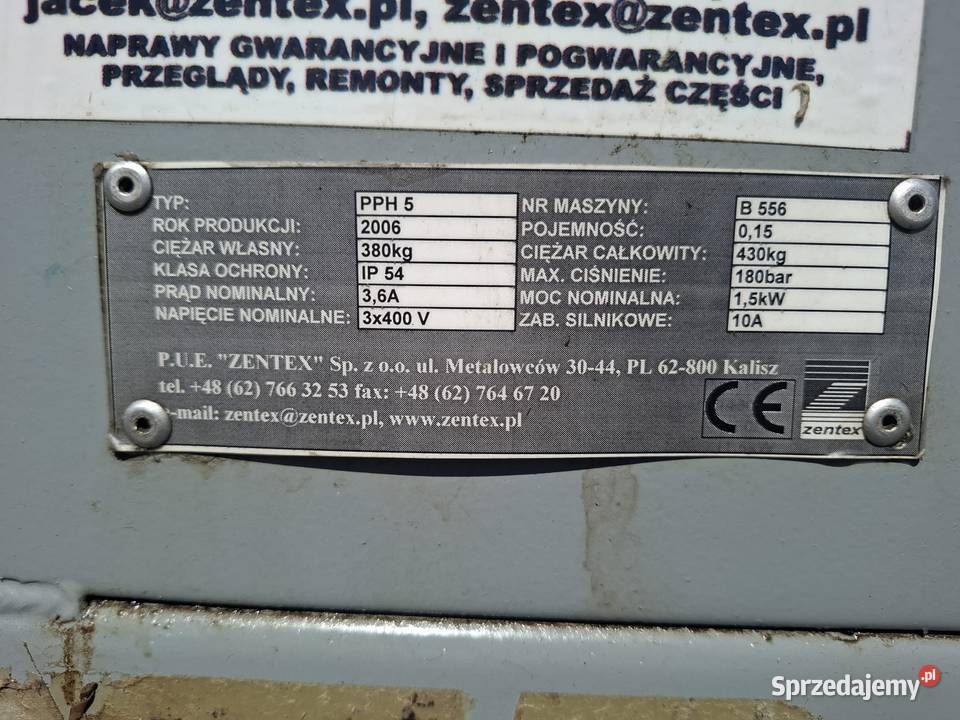 jacek@zentex.pl, zentex@zentex.pl
NAPRAWY GWARANCYJNE I POGWARANCYJNE,
PRZEGLĄDY, REMONTY, SPRZEDAŻ CZĘŚCI
TYP: PPH 5 NR MASZYNY: B 556
ROK PRODUKCJI: 2006 POJEMNOŚĆ: 0,15
CIĘŻAR WŁASNY: 380kg CIĘŻAR CAŁKOWITY: 430kg
KLASA OCHRONY: IP 54 MAX. CIŚNIENIE: 180bar
PRĄD NOMINALNY: 3,6A MOC NOMINALNA: 1,5kW
NAPIĘCIE NOMINALNE: 3x400 V ZAB. SILNIKOWE: 10A
P.U.E. "ZENTEX" Sp. z o.o. ul. Metalowców 30-44, PL 62-800 Kalisz
tel. +48 (62) 766 32 53 fax: +48 (62) 764 67 20
e-mail: zentex@zentex.pl, www.zentex.pl
CE
zentex
Sprzedajemy.pl